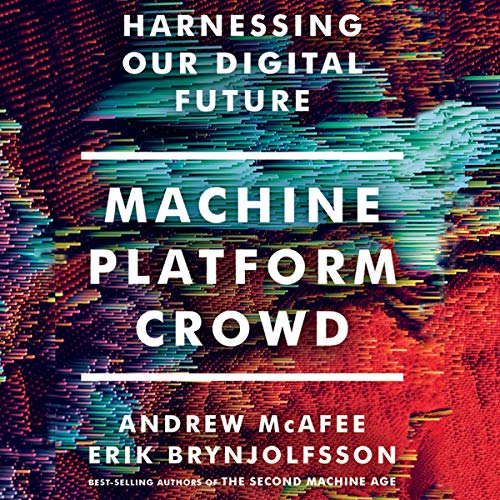 HARNESSING
OUR DIGITAL
FUTURE
MACHINE
PLATFORM
CROWD
ANDREW McAFEE
ERIK BRYNJOLFSSON
BEST-SELLING AUTHORS OF THE SECOND MACHINE AGE